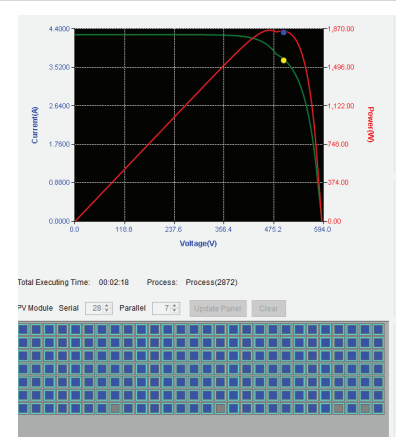 4.4000
1,870.00
3.5200
1,496.00
2.6400
1,122.00
1.7600
748.00
0.8800
374.00
0.0000
0.00
Current(A)
Power(W)
0.0 118.8 237.6 356.4 475.2 594.0
Voltage(V)
Total Executing Time: 00:02:18 Process: Process(2872)
PV Module Serial 28 Parallel 7 Update Panel Clear